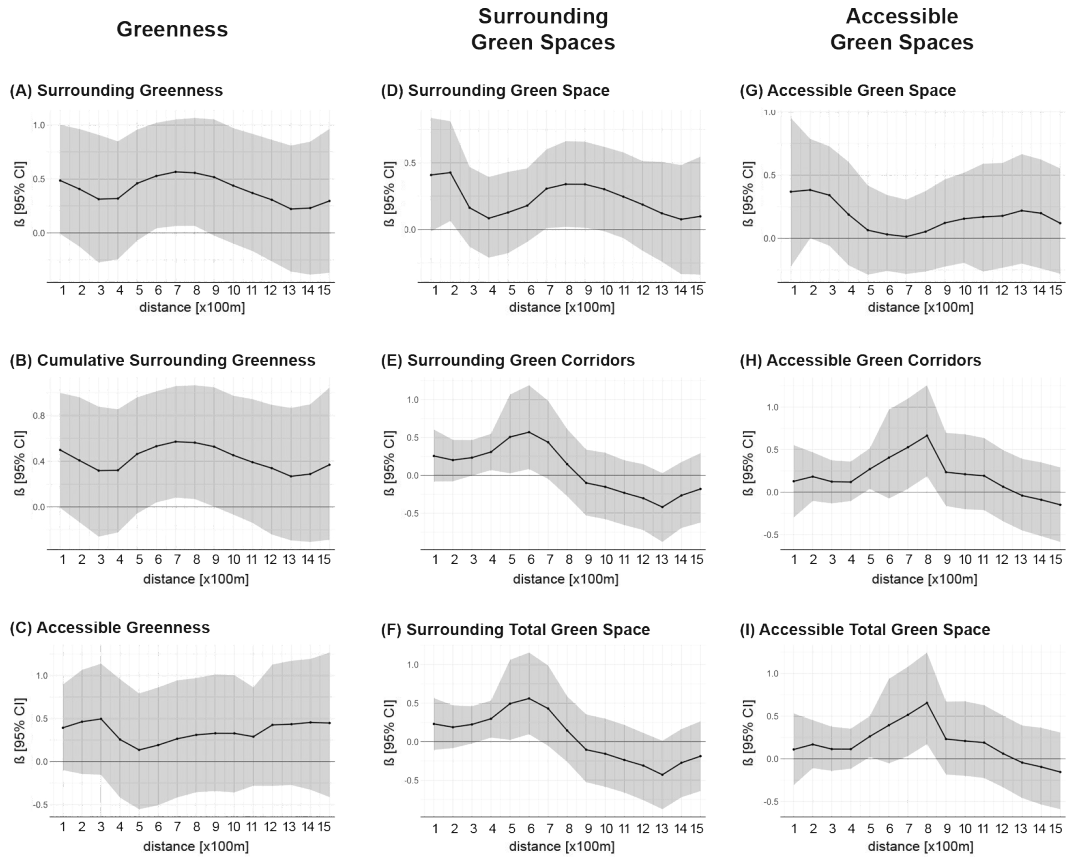 Greenness
Surrounding
Green Spaces
Accessible
Green Spaces
(A) Surrounding Greenness
1.0
0.5
0.0
ß [95% CI]
1 2 3 4 5 6 7 8 9 10 11 12 13 14 15
distance [x100m]
(D) Surrounding Green Space
0.5
0.0
ß [95% CI]
1 2 3 4 5 6 7 8 9 10 11 12 13 14 15
distance [x100m]
(G) Accessible Green Space
1.0
0.5
0.0
ß [95% CI]
1 2 3 4 5 6 7 8 9 10 11 12 13 14 15
distance [x100m]
(B) Cumulative Surrounding Greenness
0.8
0.4
0.0
ß [95% CI]
1 2 3 4 5 6 7 8 9 10 11 12 13 14 15
distance [x100m]
(E) Surrounding Green Corridors
1.0
0.5
0.0
-0.5
ß [95% CI]
1 2 3 4 5 6 7 8 9 10 11 12 13 14 15
distance [x100m]
(H) Accessible Green Corridors
1.0
0.5
0.0
-0.5
ß [95% CI]
1 2 3 4 5 6 7 8 9 10 11 12 13 14 15
distance [x100m]
(C) Accessible Greenness
1.0
0.5
0.0
-0.5
ß [95% CI]
1 2 3 4 5 6 7 8 9 10 11 12 13 14 15
distance [x100m]
(F) Surrounding Total Green Space
1.0
0.5
0.0
-0.5
ß [95% CI]
1 2 3 4 5 6 7 8 9 10 11 12 13 14 15
distance [x100m]
(I) Accessible Total Green Space
1.0
0.5
0.0
-0.5
ß [95% CI]
1 2 3 4 5 6 7 8 9 10 11 12 13 14 15
distance [x100m]